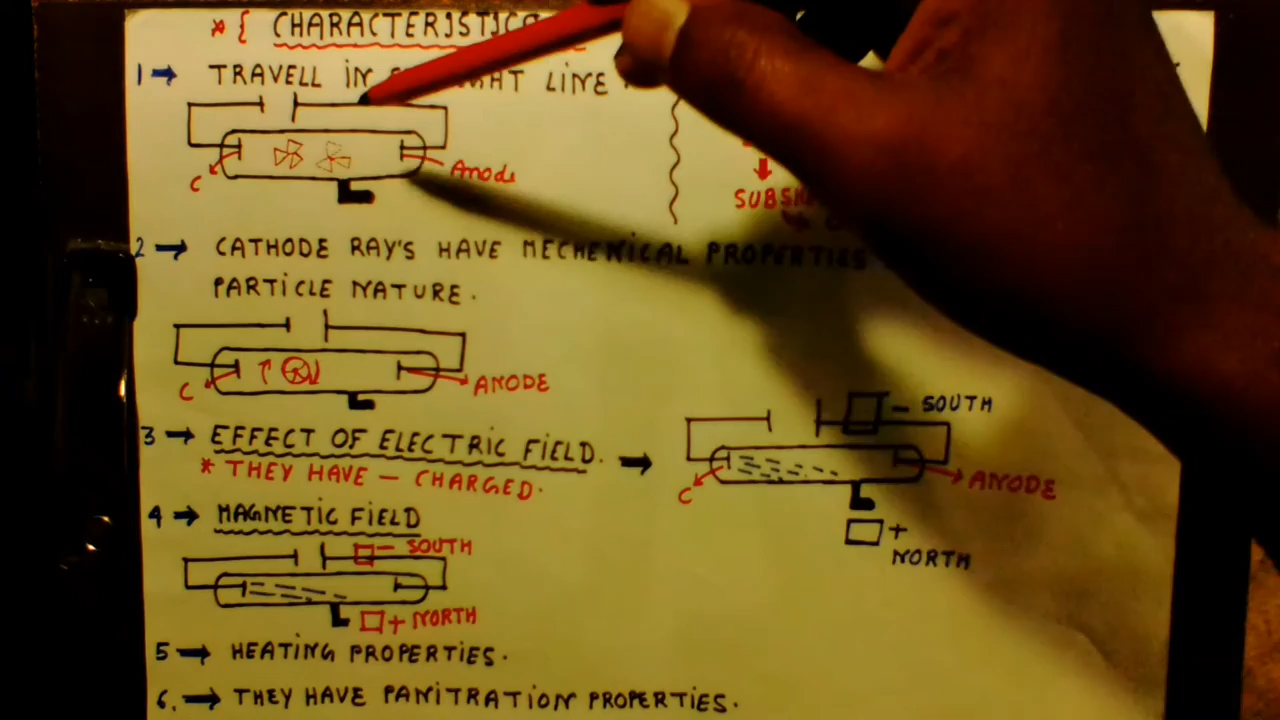 * { CHARACTERISTICS
1 → TRAVELL IN STRAIGHT LINE .
C
Anode
2 → CATHODE RAY'S HAVE MECHENICAL PROPERTIES
PARTICLE NATURE .
C
ANODE
3 → EFFECT OF ELECTRIC FIELD. →
* THEY HAVE – CHARGED.
– SOUTH
C
ANODE
+
NORTH
4 → MAGNETIC FIELD
– SOUTH
+ NORTH
5 → HEATING PROPERTIES .
6. → THEY HAVE PANITRATION PROPERTIES .